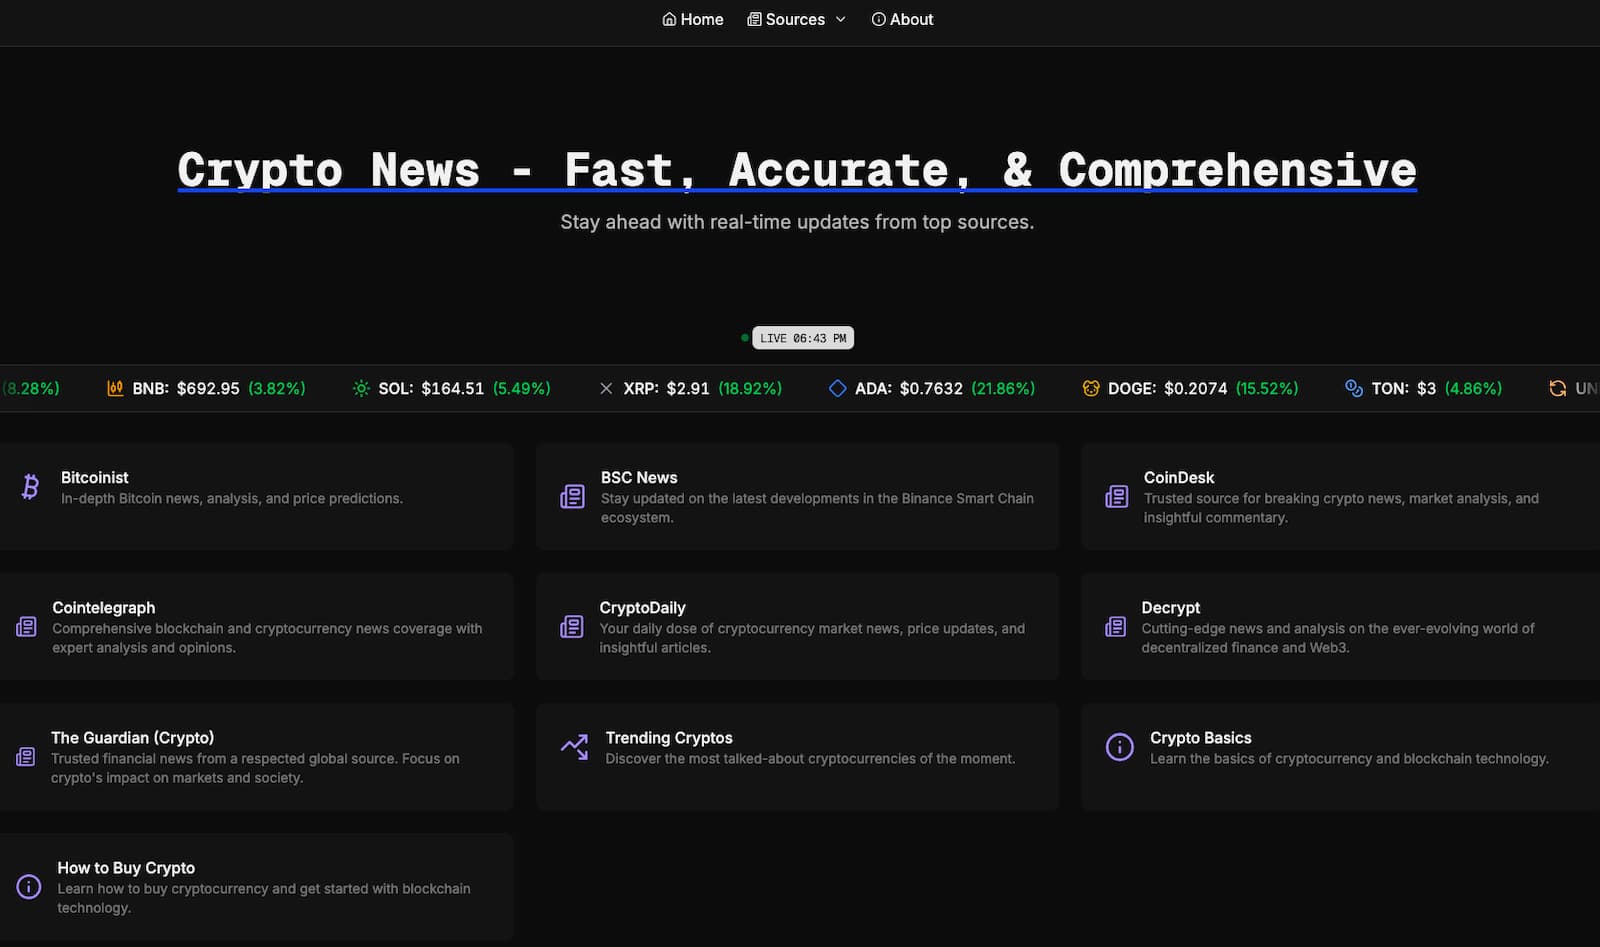 Home Sources About
Crypto News - Fast, Accurate, & Comprehensive
Stay ahead with real-time updates from top sources.
LIVE 06:43 PM
(8.28%) BNB: $692.95 (3.82%) SOL: $164.51 (5.49%) XRP: $2.91 (18.92%) ADA: $0.7632 (21.86%) DOGE: $0.2074 (15.52%) TON: $3 (4.86%) UN
Bitcoinist
In-depth Bitcoin news, analysis, and price predictions.
BSC News
Stay updated on the latest developments in the Binance Smart Chain
ecosystem.
CoinDesk
Trusted source for breaking crypto news, market analysis, and
insightful commentary.
Cointelegraph
Comprehensive blockchain and cryptocurrency news coverage with
expert analysis and opinions.
CryptoDaily
Your daily dose of cryptocurrency market news, price updates, and
insightful articles.
Decrypt
Cutting-edge news and analysis on the ever-evolving world of
decentralized finance and Web3.
The Guardian (Crypto)
Trusted financial news from a respected global source. Focus on
crypto's impact on markets and society.
Trending Cryptos
Discover the most talked-about cryptocurrencies of the moment.
Crypto Basics
Learn the basics of cryptocurrency and blockchain technology.
How to Buy Crypto
Learn how to buy cryptocurrency and get started with blockchain
technology.